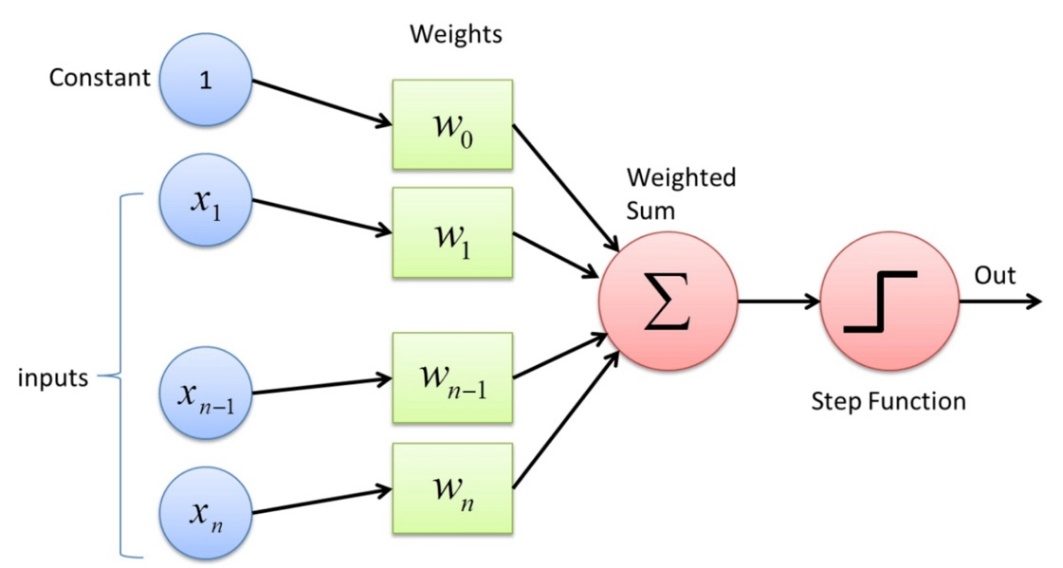 Weights
Constant
1
w₀
x₁
w₁
Weighted
Sum
Σ
Out
inputs
xₙ₋₁
wₙ₋₁
Step Function
xₙ
wₙ